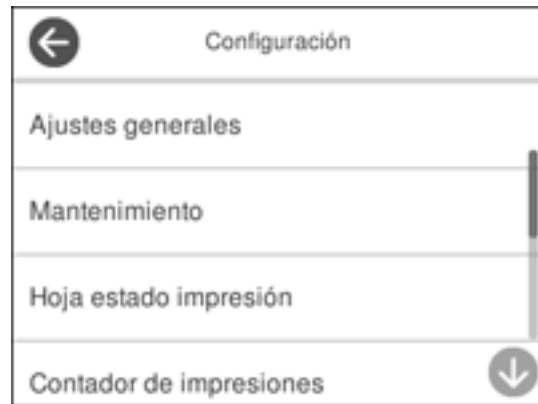 Configuración
Ajustes generales
Mantenimiento
Hoja estado impresión
Contador de impresiones